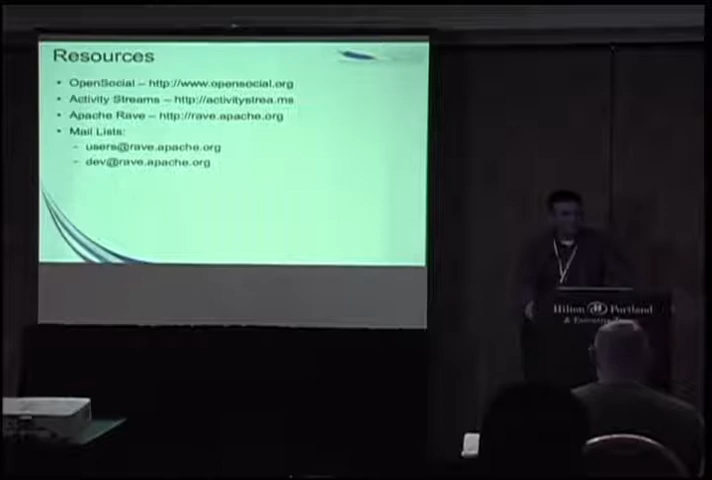 Resources
• OpenSocial – http://www.opensocial.org
• Activity Streams – http://activitystrea.ms
• Apache Rave – http://rave.apache.org
• Mail Lists:
– users@rave.apache.org
– dev@rave.apache.org
Hilton Portland
& Executive